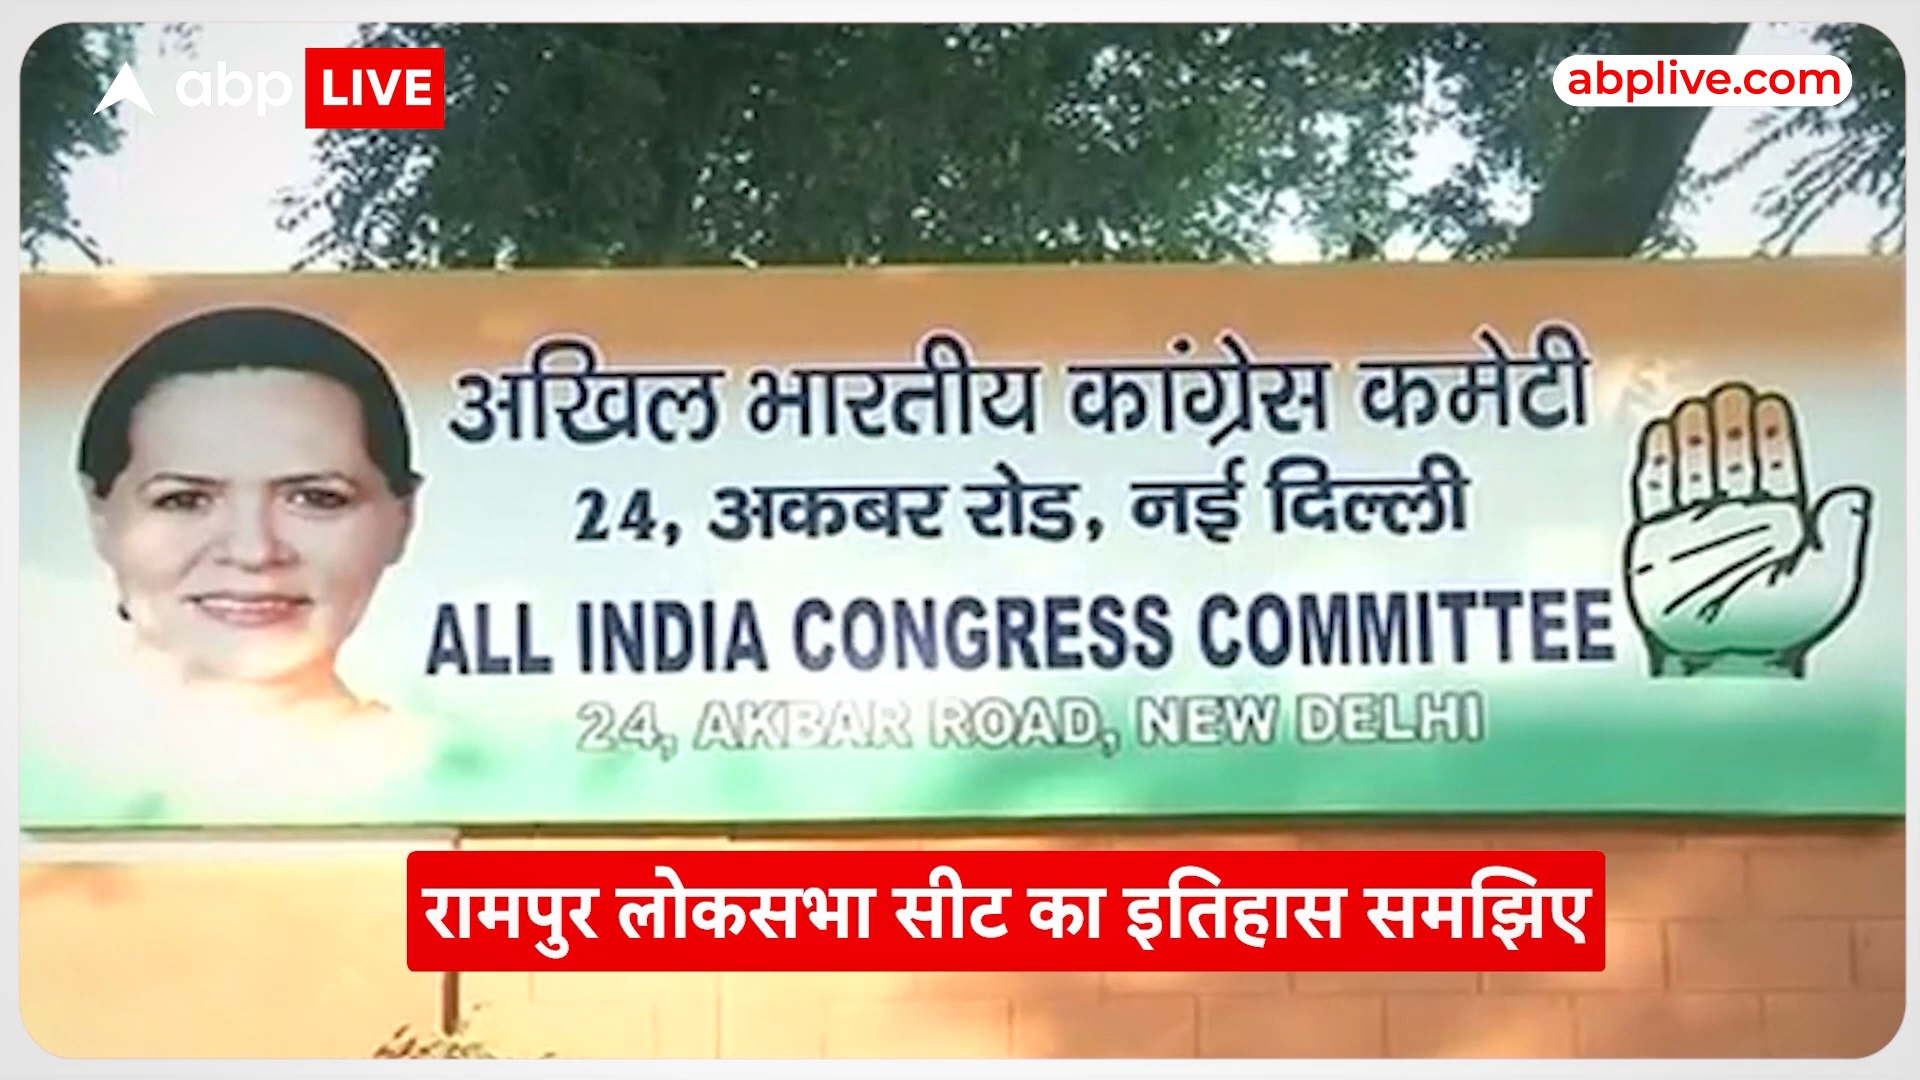 abp LIVE
abplive.com
अखिल भारतीय कांग्रेस कमेटी
24, अकबर रोड, नई दिल्ली
ALL INDIA CONGRESS COMMITTEE
24, AKBAR ROAD, NEW DELHI
रामपुर लोकसभा सीट का इतिहास समझिए